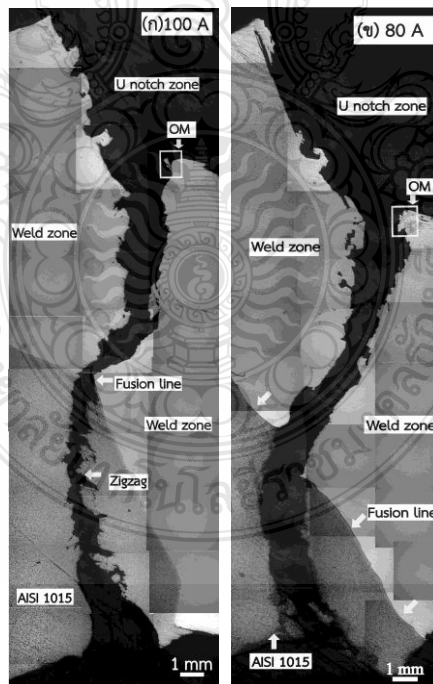 (ก)100 A
U notch zone
OM
Weld zone
Fusion line
Weld zone
Zigzag
AISI 1015
1 mm
(ข) 80 A
U notch zone
OM
Weld zone
Weld zone
Fusion line
AISI 1015
1 mm